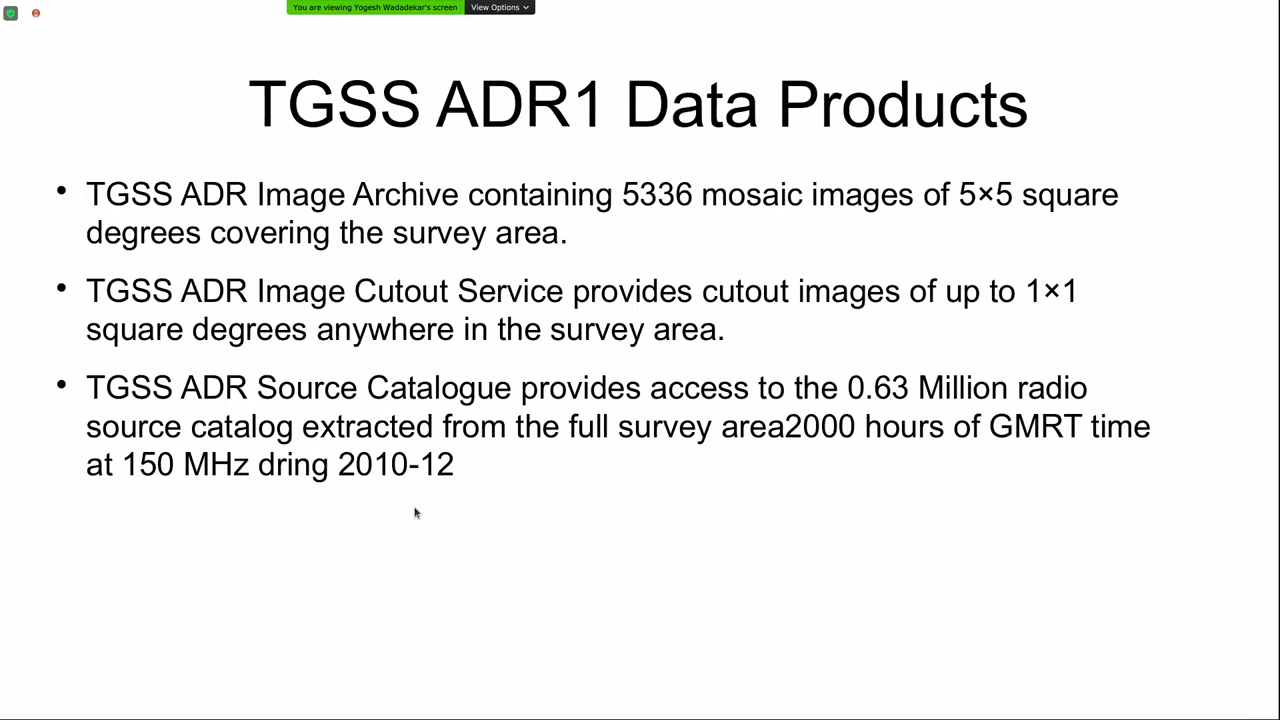 You are viewing Yogesh Wadadekar's screen View Options
TGSS ADR1 Data Products
• TGSS ADR Image Archive containing 5336 mosaic images of 5×5 square
degrees covering the survey area.
• TGSS ADR Image Cutout Service provides cutout images of up to 1×1
square degrees anywhere in the survey area.
• TGSS ADR Source Catalogue provides access to the 0.63 Million radio
source catalog extracted from the full survey area2000 hours of GMRT time
at 150 MHz dring 2010-12